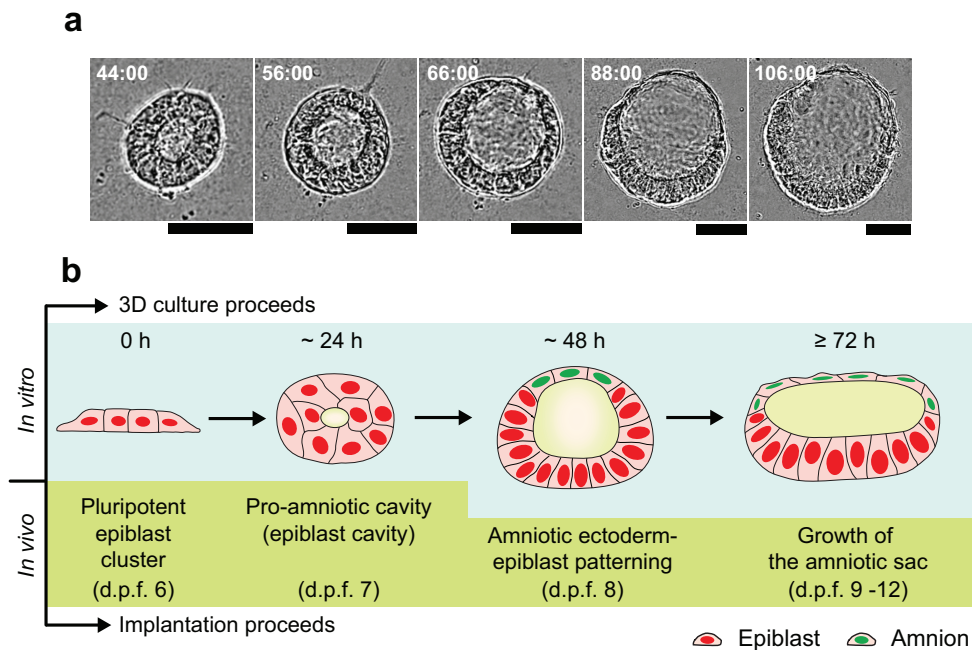 a
44:00
56:00
66:00
88:00
106:00
b
3D culture proceeds
In vitro
0 h
~ 24 h
~ 48 h
≥ 72 h
In vivo
Pluripotent
epiblast
cluster
(d.p.f. 6)
Pro-amniotic cavity
(epiblast cavity)
(d.p.f. 7)
Amniotic ectoderm-
epiblast patterning
(d.p.f. 8)
Growth of
the amniotic sac
(d.p.f. 9 -12)
Implantation proceeds
Epiblast
Amnion